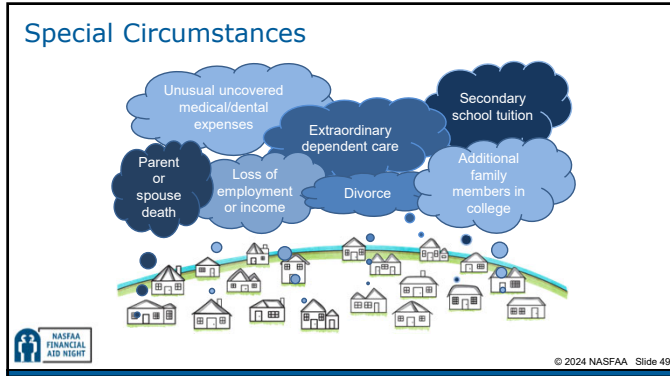 Special Circumstances
Unusual uncovered
medical/dental
expenses
Secondary
school tuition
Extraordinary
dependent care
Parent
or
spouse
death
Loss of
employment
or income
Divorce
Additional
family
members in
college
NASFAA
FINANCIAL
AID NIGHT
© 2024 NASFAA Slide 49